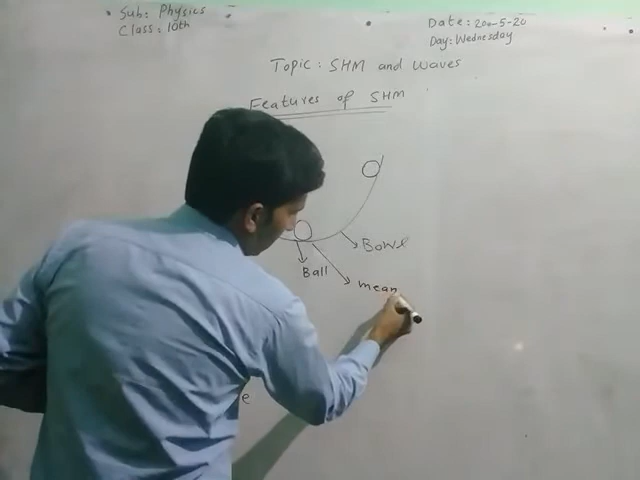 Sub: Physics
Class: 10th
Date: 20-5-20
Day: Wednesday
Topic: SHM and Waves
Features of SHM
Bowl
Ball
mean
e